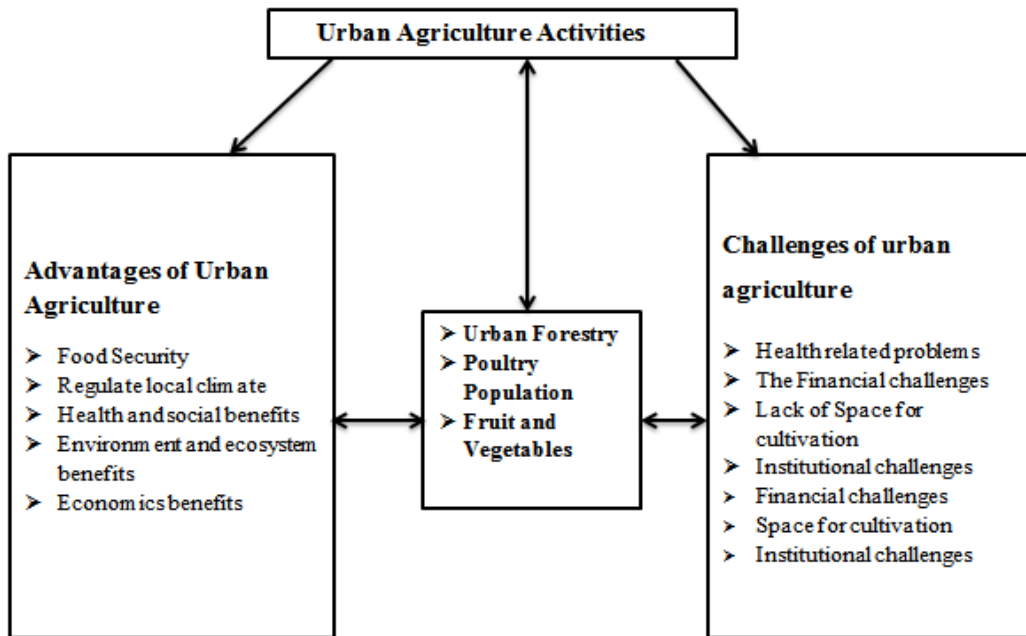 Urban Agriculture Activities
Advantages of Urban
Agriculture
➢ Food Security
➢ Regulate local climate
➢ Health and social benefits
➢ Environment and ecosystem
benefits
➢ Economics benefits
➢ Urban Forestry
➢ Poultry
Population
➢ Fruit and
Vegetables
Challenges of urban
agriculture
➢ Health related problems
➢ The Financial challenges
➢ Lack of Space for
cultivation
➢ Institutional challenges
➢ Financial challenges
➢ Space for cultivation
➢ Institutional challenges